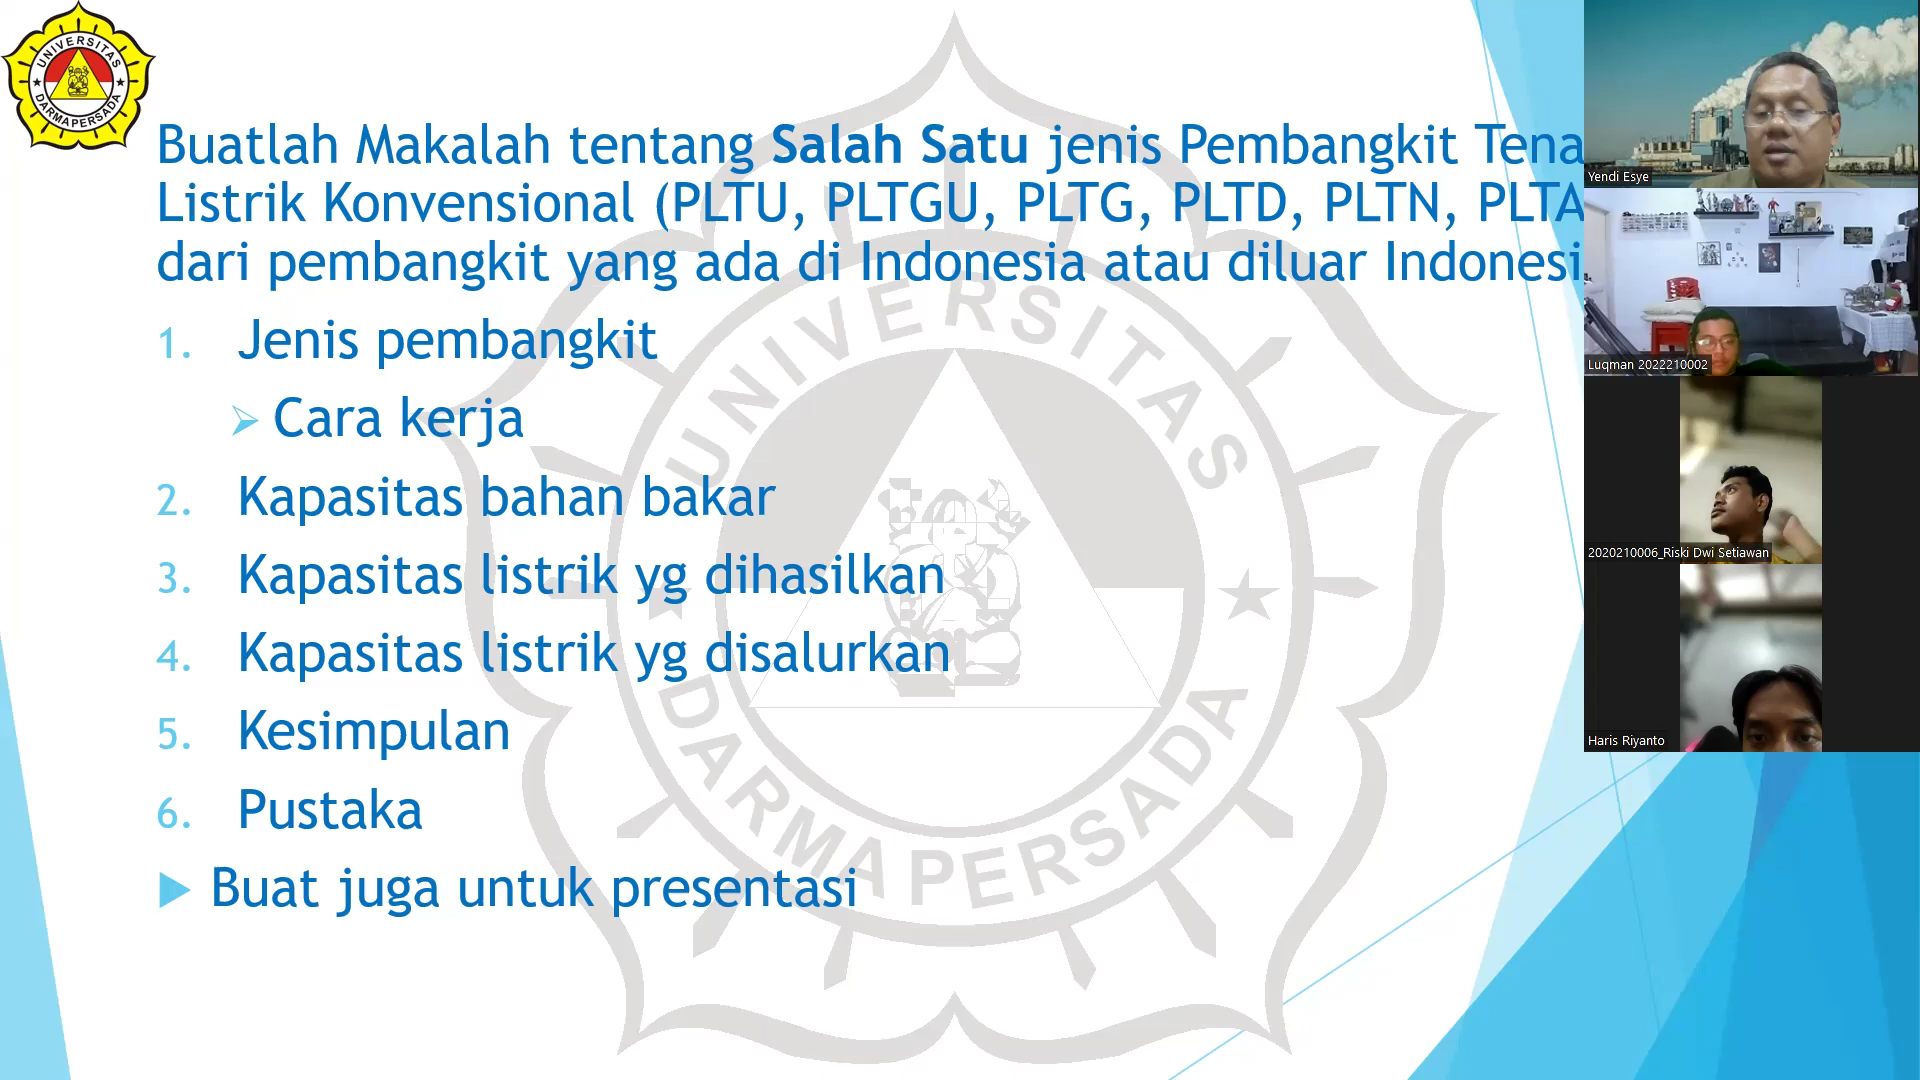 UNIVERSITAS
DARMAPERSADA
Buatlah Makalah tentang Salah Satu jenis Pembangkit Tena
Listrik Konvensional (PLTU, PLTGU, PLTG, PLTD, PLTN, PLTA
dari pembangkit yang ada di Indonesia atau diluar Indonesi
1. Jenis pembangkit
➢ Cara kerja
2. Kapasitas bahan bakar
3. Kapasitas listrik yg dihasilkan
4. Kapasitas listrik yg disalurkan
5. Kesimpulan
6. Pustaka
▶ Buat juga untuk presentasi
UNIVERSITAS
DARMA PERSADA
Yendi Esye
Luqman 2022210002
2020210006_Riski Dwi Setiawan
Haris Riyanto